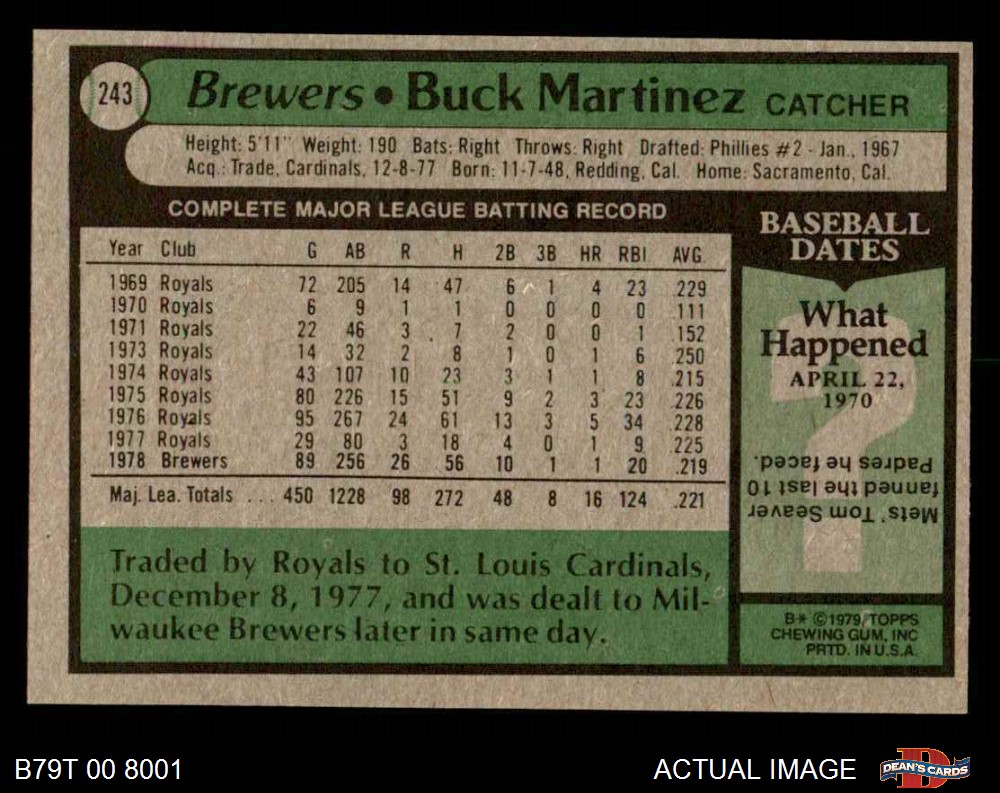 243
Brewers • Buck Martinez CATCHER
Height: 5'11" Weight: 190 Bats: Right Throws: Right Drafted: Phillies #2 - Jan., 1967
Acq.: Trade, Cardinals, 12-8-77 Born: 11-7-48, Redding, Cal. Home: Sacramento, Cal.
COMPLETE MAJOR LEAGUE BATTING RECORD
Year Club G AB R H 2B 3B HR RBI AVG.
1969 Royals 72 205 14 47 6 1 4 23 .229
1970 Royals 6 9 1 1 0 0 0 0 .111
1971 Royals 22 46 3 7 2 0 0 1 .152
1973 Royals 14 32 2 8 1 0 1 6 .250
1974 Royals 43 107 10 23 3 1 1 8 .215
1975 Royals 80 226 15 51 9 2 3 23 .226
1976 Royals 95 267 24 61 13 3 5 34 .228
1977 Royals 29 80 3 18 4 0 1 9 .225
1978 Brewers 89 256 26 56 10 1 1 20 .219
Maj. Lea. Totals ... 450 1228 98 272 48 8 16 124 .221
Traded by Royals to St. Louis Cardinals,
December 8, 1977, and was dealt to Mil-
waukee Brewers later in same day.
BASEBALL
DATES
What
Happened
APRIL 22,
1970
?
Mets' Tom Seaver
fanned the last 10
Padres he faced.
B* ©1979 TOPPS
CHEWING GUM, INC
PRTD. IN U.S.A.
B79T 00 8001
ACTUAL IMAGE
D
DEAN'S CARDS